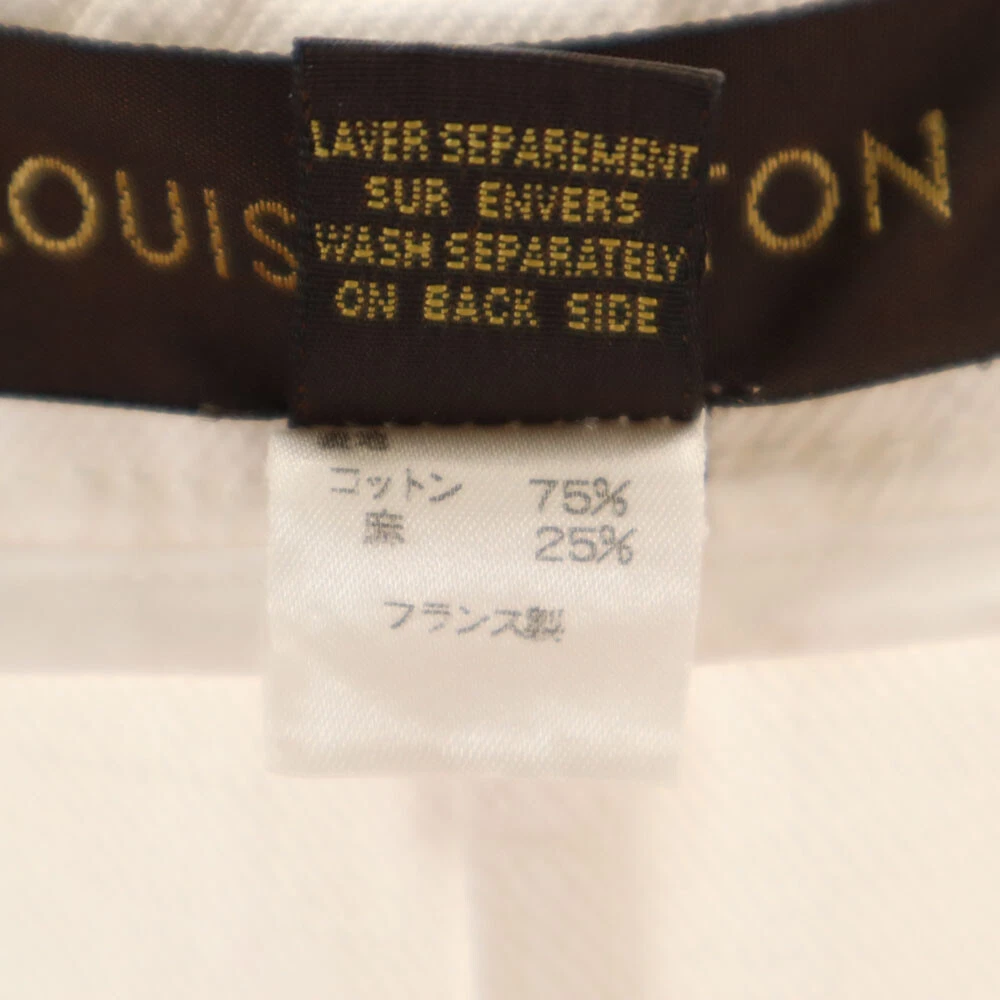 LOUIS
TON
LAVER SEPAREMENT
SUR ENVERS
WASH SEPARATELY
ON BACK SIDE
コットン 75%
麻 25%
フランス製